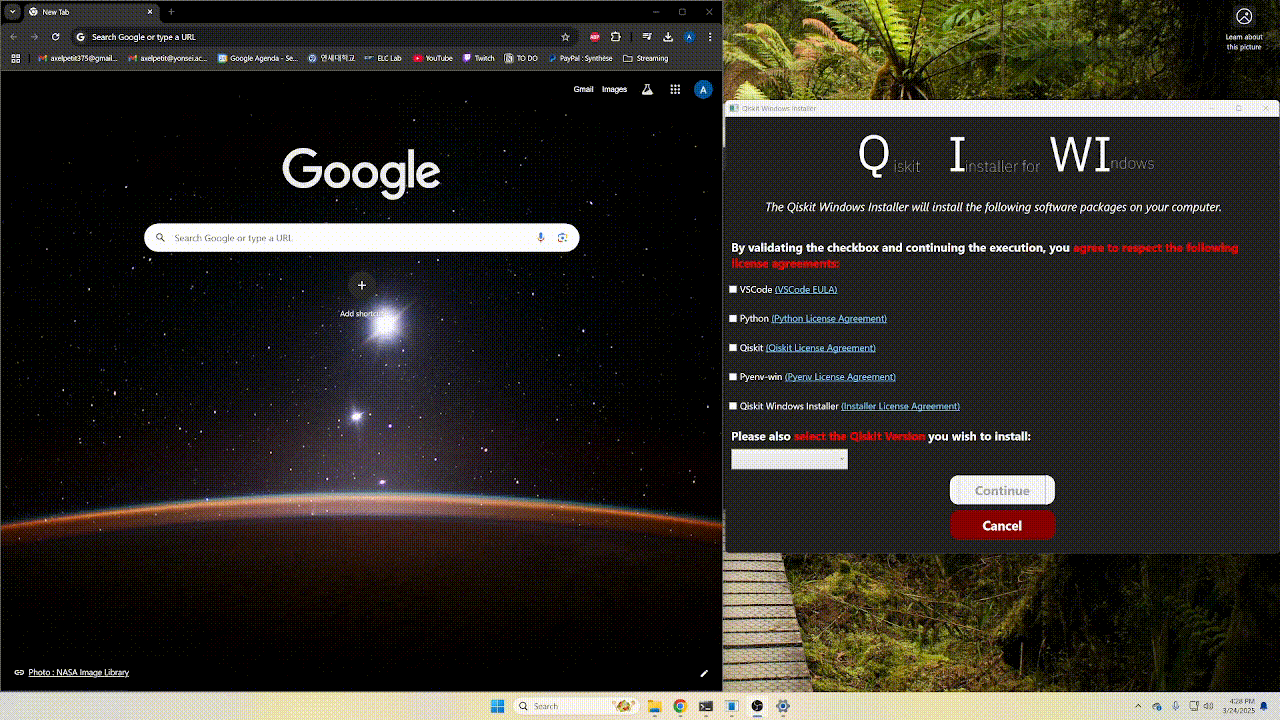 New Tab
Search Google or type a URL
axelpetit375@gmail...
axelpetit@yonsei.ac...
Google Agenda - Se...
연세대학교
ELC Lab
YouTube
Twitch
TO DO
PayPal : Synthèse
Streaming
Gmail
Images
A
Google
Search Google or type a URL
Add shortcut
Photo : NASA Image Library
Learn about
this picture
Qiskit Windows Installer
Qiskit Installer for WIndows
The Qiskit Windows Installer will install the following software packages on your computer.
By validating the checkbox and continuing the execution, you agree to respect the following
license agreements:
VSCode (VSCode EULA)
Python (Python License Agreement)
Qiskit (Qiskit License Agreement)
Pyenv-win (Pyenv License Agreement)
Qiskit Windows Installer (Installer License Agreement)
Please also select the Qiskit Version you wish to install:
Continue
Cancel
Search
4:28 PM
3/24/2025